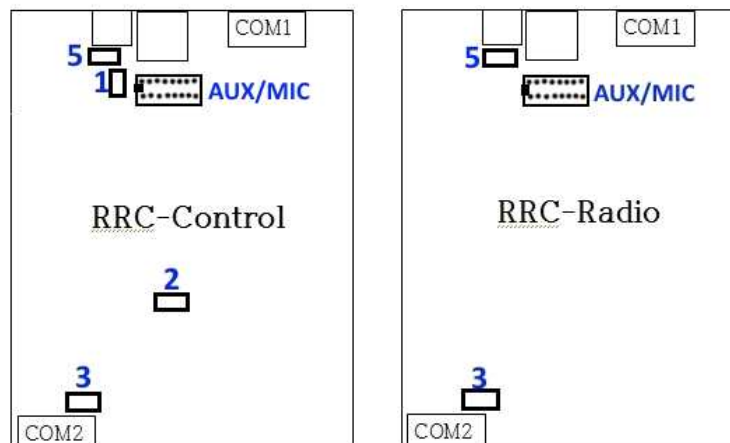 COM1
5
1
AUX/MIC
RRC-Control
2
3
COM2
COM1
5
AUX/MIC
RRC-Radio
3
COM2